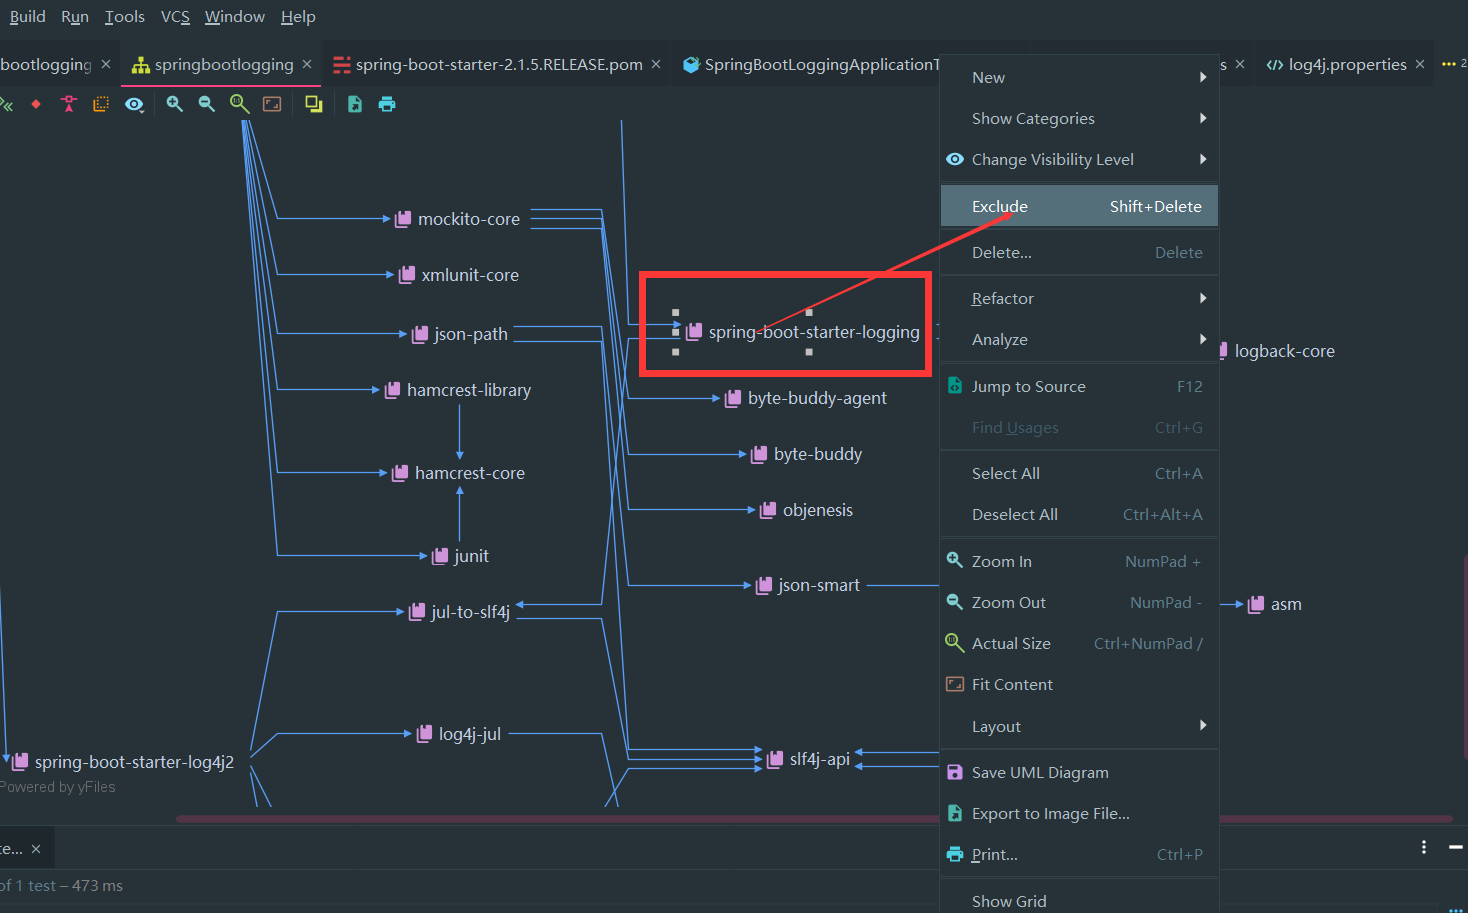 Build Run Tools VCS Window Help
bootlogging × springbootlogging × spring-boot-starter-2.1.5.RELEASE.pom × SpringBootLoggingApplicationT s × log4j.properties × 2
mockito-core
xmlunit-core
json-path
hamcrest-library
hamcrest-core
junit
jul-to-slf4j
log4j-jul
spring-boot-starter-log4j2
Powered by yFiles
spring-boot-starter-logging
byte-buddy-agent
byte-buddy
objenesis
json-smart
slf4j-api
New
Show Categories
Change Visibility Level
Exclude Shift+Delete
Delete... Delete
Refactor
Analyze
Jump to Source F12
Find Usages Ctrl+G
Select All Ctrl+A
Deselect All Ctrl+Alt+A
Zoom In NumPad +
Zoom Out NumPad -
Actual Size Ctrl+NumPad /
Fit Content
Layout
Save UML Diagram
Export to Image File...
Print... Ctrl+P
Show Grid
logback-core
asm
te... ×
of 1 test – 473 ms